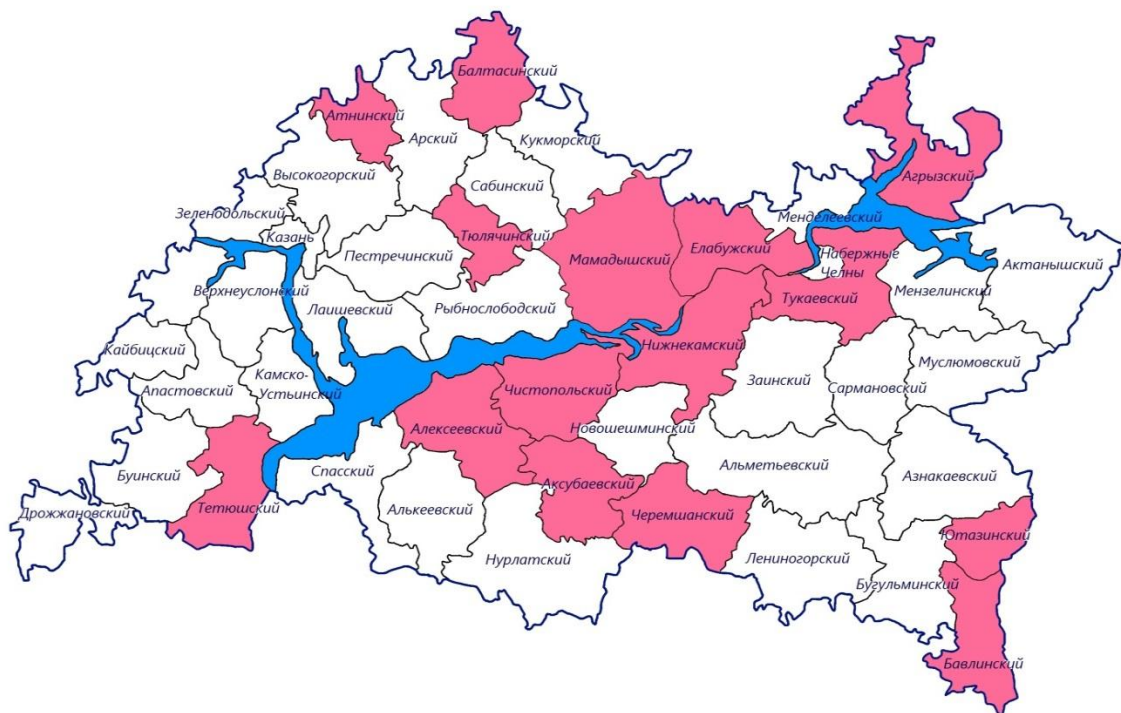 Балтасинский
Атнинский
Арский
Кукморский
Высокогорский
Сабинский
Агрызский
Зеленодольский
Менделеевский
Казань
Тюлячинский
Пестречинский
Мамадышский
Елабужский
Набержные
Челны
Актанышский
Верхнеуслонский
Лаишевский
Рыбнослободский
Тукаевский
Мензелинский
Кайбицский
Нижнекамский
Муслюмовский
Апастовский
Камско-
Устьинский
Чистопольский
Заинский
Сармановский
Алексеевский
Новошешминский
Буинский
Спасский
Альметьевский
Азнакаевский
Аксубаевский
Дрожжановский
Тетюшский
Алькеевский
Черемшанский
Ютазинский
Нурлатский
Лениногорский
Бугульминский
Бавлинский